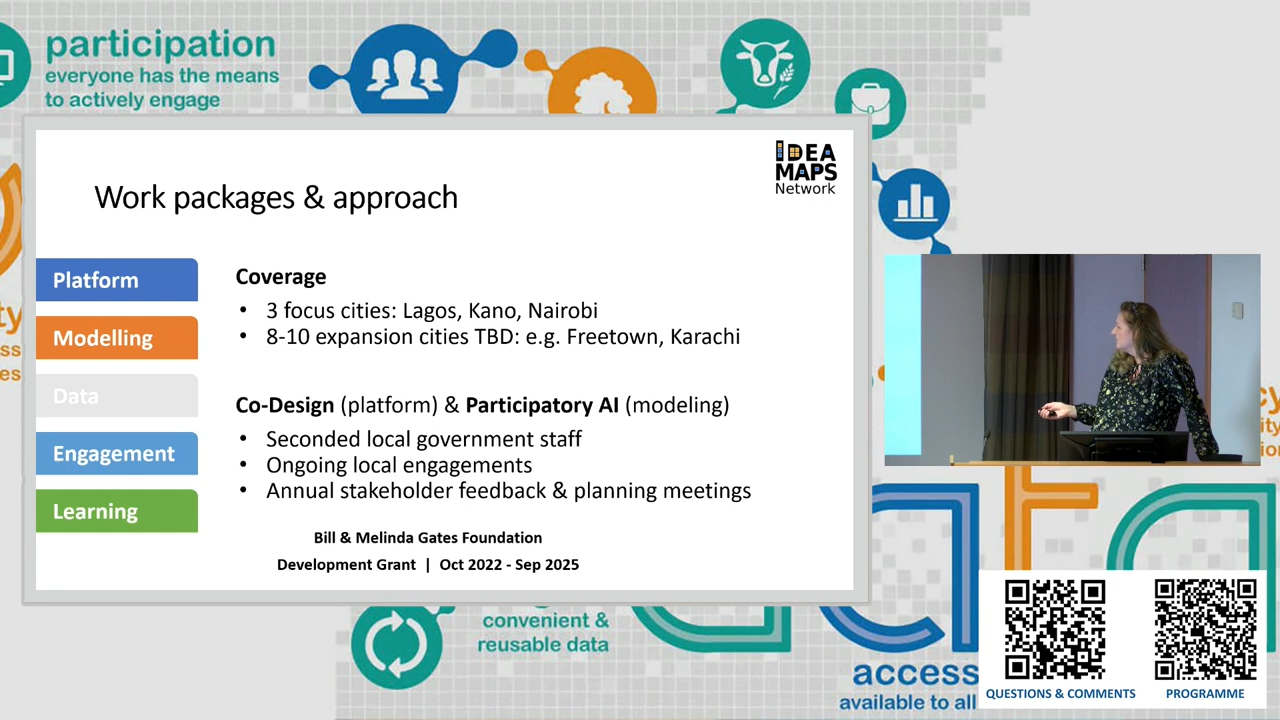 participation
everyone has the means
to actively engage
IDEA
MAPS
Network
Work packages & approach
Platform
Modelling
Data
Engagement
Learning
Coverage
• 3 focus cities: Lagos, Kano, Nairobi
• 8-10 expansion cities TBD: e.g. Freetown, Karachi
Co-Design (platform) & Participatory AI (modeling)
• Seconded local government staff
• Ongoing local engagements
• Annual stakeholder feedback & planning meetings
Bill & Melinda Gates Foundation
Development Grant | Oct 2022 - Sep 2025
convenient &
reusable data
access
available to all
QUESTIONS & COMMENTS
PROGRAMME